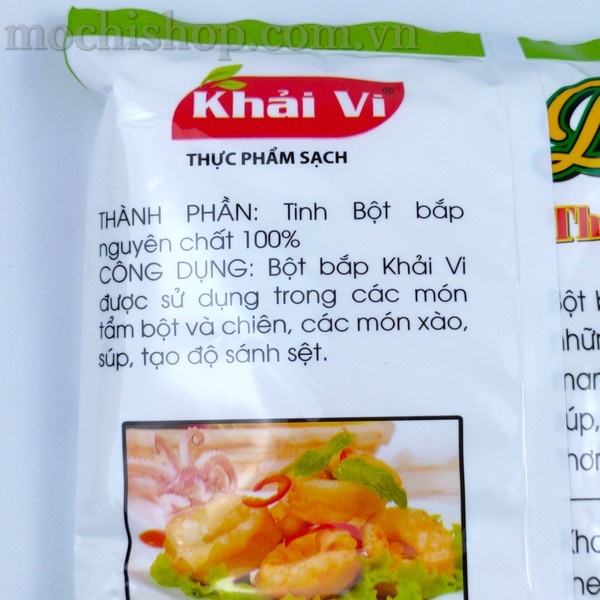 mochishop.com.vn
Khải Vi®
THỰC PHẨM SẠCH
THÀNH PHẦN: Tinh Bột bắp
nguyên chất 100%
CÔNG DỤNG: Bột bắp Khải Vi
được sử dụng trong các món
tẩm bột và chiên, các món xào,
súp, tạo độ sánh sệt.